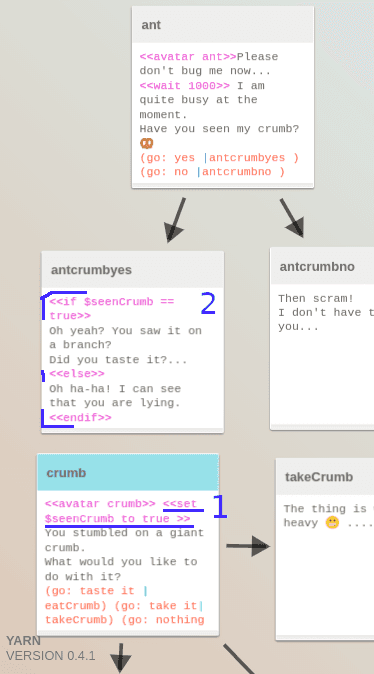 ant
<<avatar ant>>Please
don't bug me now...
<<wait 1000>> I am
quite busy at the
moment.
Have you seen my crumb?
🥨
(go: yes |antcrumbyes )
(go: no |antcrumbno )
antcrumbyes
<<if $seenCrumb ==
true>>
Oh yeah? You saw it on
a branch?
Did you taste it?...
<<else>>
Oh ha-ha! I can see
that you are lying.
<<endif>>
2
antcrumbno
Then scram!
I don't have t
you...
crumb
<<avatar crumb>> <<set
$seenCrumb to true >>
You stumbled on a giant
crumb.
What would you like to
do with it?
(go: taste it |
eatCrumb) (go: take it|
takeCrumb) (go: nothing
1
takeCrumb
The thing is
heavy 😬 ....
YARN
VERSION 0.4.1